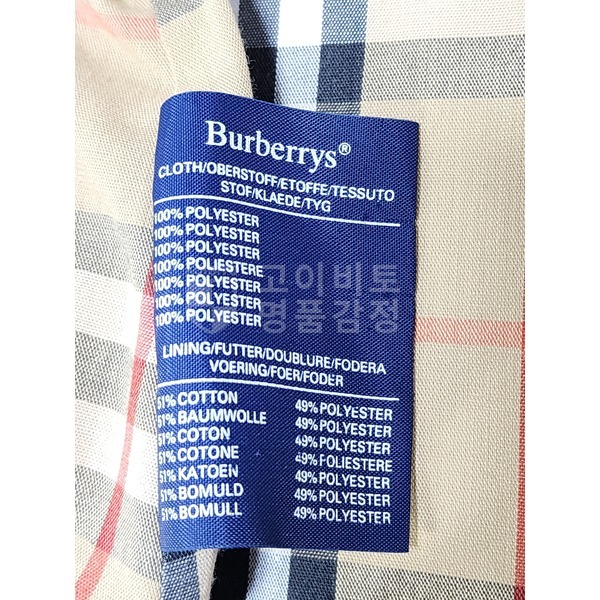 Burberrys®
CLOTH/OBERSTOFF/ETOFFE/TESSUTO
STOF/KLAEDE/TYG
100% POLYESTER
100% POLYESTER
100% POLYESTER
100% POLIESTERE
100% POLYESTER
100% POLYESTER
100% POLYESTER
고이비토
명품감정
LINING/FUTTER/DOUBLURE/FODERA
VOERING/FOER/FODER
51% COTTON 49% POLYESTER
51% BAUMWOLLE 49% POLYESTER
51% COTON 49% POLYESTER
51% COTONE 49% POLIESTERE
51% KATOEN 49% POLYESTER
51% BOMULD 49% POLYESTER
51% BOMULL 49% POLYESTER